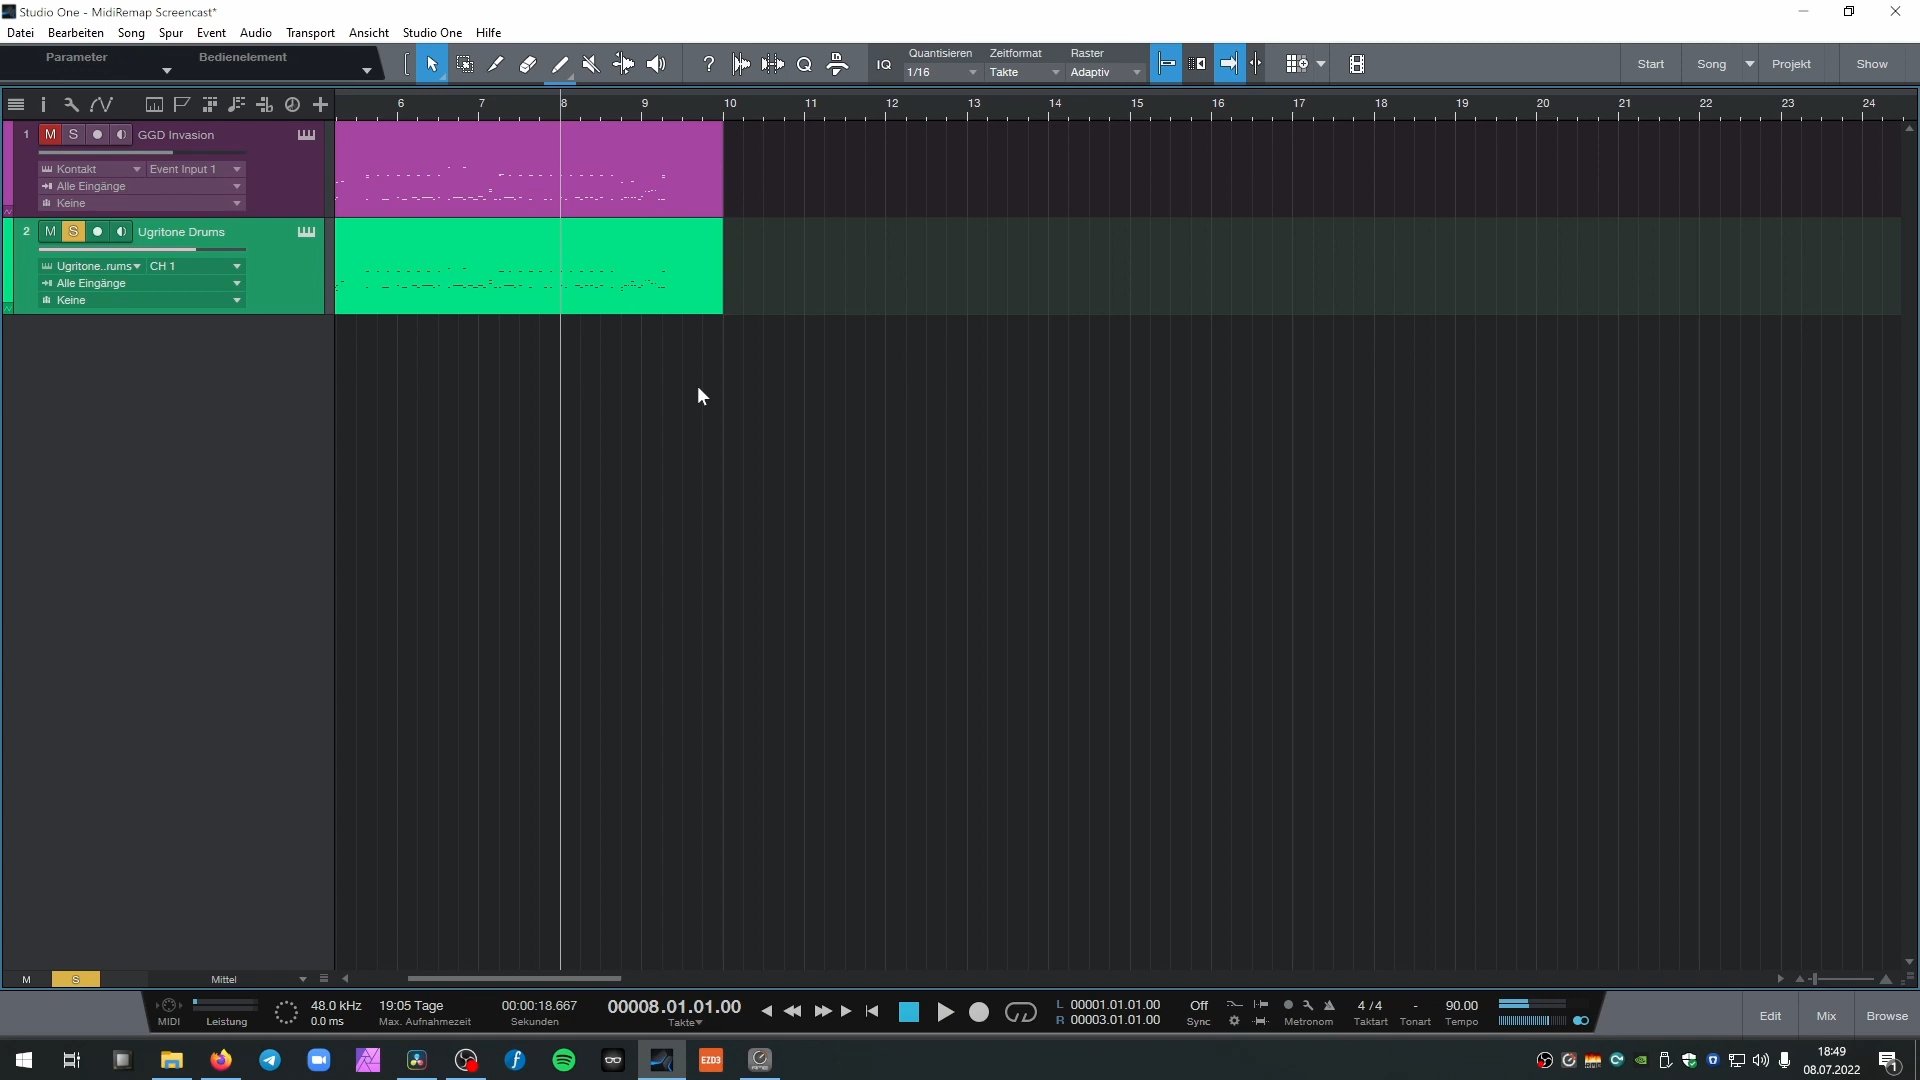 Studio One - MidiRemap Screencast*
Datei Bearbeiten Song Spur Event Audio Transport Ansicht Studio One Hilfe
Parameter Bedienelement
IQ Quantisieren Zeitformat Raster
1/16 Takte Adaptiv
Start Song Projekt Show
6 7 8 9 10 11 12 13 14 15 16 17 18 19 20 21 22 23 24
1 M S GGD Invasion
Kontakt Event Input 1
Alle Eingänge
Keine
2 M S Ugritone Drums
Ugritone..rums CH 1
Alle Eingänge
Keine
M S Mittel
48.0 kHz 19:05 Tage 00:00:18.667 00008.01.01.00 L 00001.01.01.00 Off 4 / 4 - 90.00
MIDI Leistung 0.0 ms Max. Aufnahmezeit Sekunden Takte R 00003.01.01.00 Sync Metronom Taktart Tonart Tempo
Edit Mix Browse
EZD3
18:49
08.07.2022
1